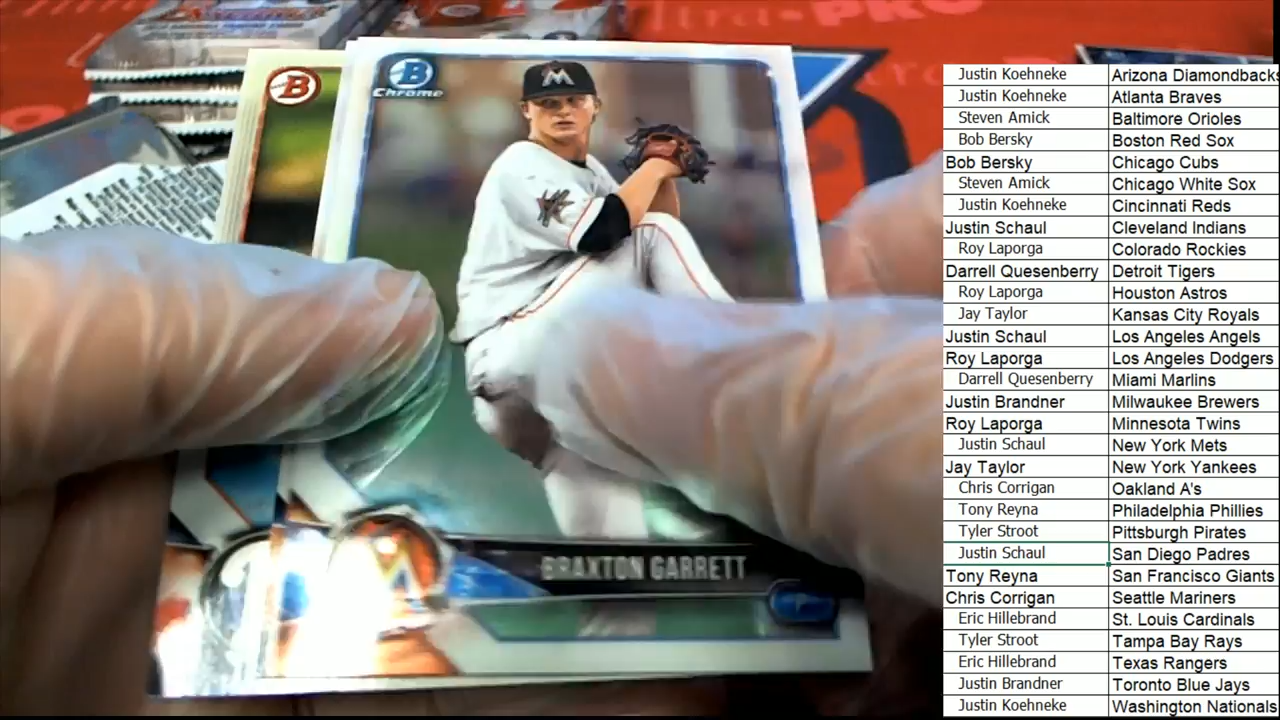 B
B
Chrome
M
BRAXTON GARRETT
PRO
Justin Koehneke Arizona Diamondbacks
Justin Koehneke Atlanta Braves
Steven Amick Baltimore Orioles
Bob Bersky Boston Red Sox
Bob Bersky Chicago Cubs
Steven Amick Chicago White Sox
Justin Koehneke Cincinnati Reds
Justin Schaul Cleveland Indians
Roy Laporga Colorado Rockies
Darrell Quesenberry Detroit Tigers
Roy Laporga Houston Astros
Jay Taylor Kansas City Royals
Justin Schaul Los Angeles Angels
Roy Laporga Los Angeles Dodgers
Darrell Quesenberry Miami Marlins
Justin Brandner Milwaukee Brewers
Roy Laporga Minnesota Twins
Justin Schaul New York Mets
Jay Taylor New York Yankees
Chris Corrigan Oakland A's
Tony Reyna Philadelphia Phillies
Tyler Stroot Pittsburgh Pirates
Justin Schaul San Diego Padres
Tony Reyna San Francisco Giants
Chris Corrigan Seattle Mariners
Eric Hillebrand St. Louis Cardinals
Tyler Stroot Tampa Bay Rays
Eric Hillebrand Texas Rangers
Justin Brandner Toronto Blue Jays
Justin Koehneke Washington Nationals